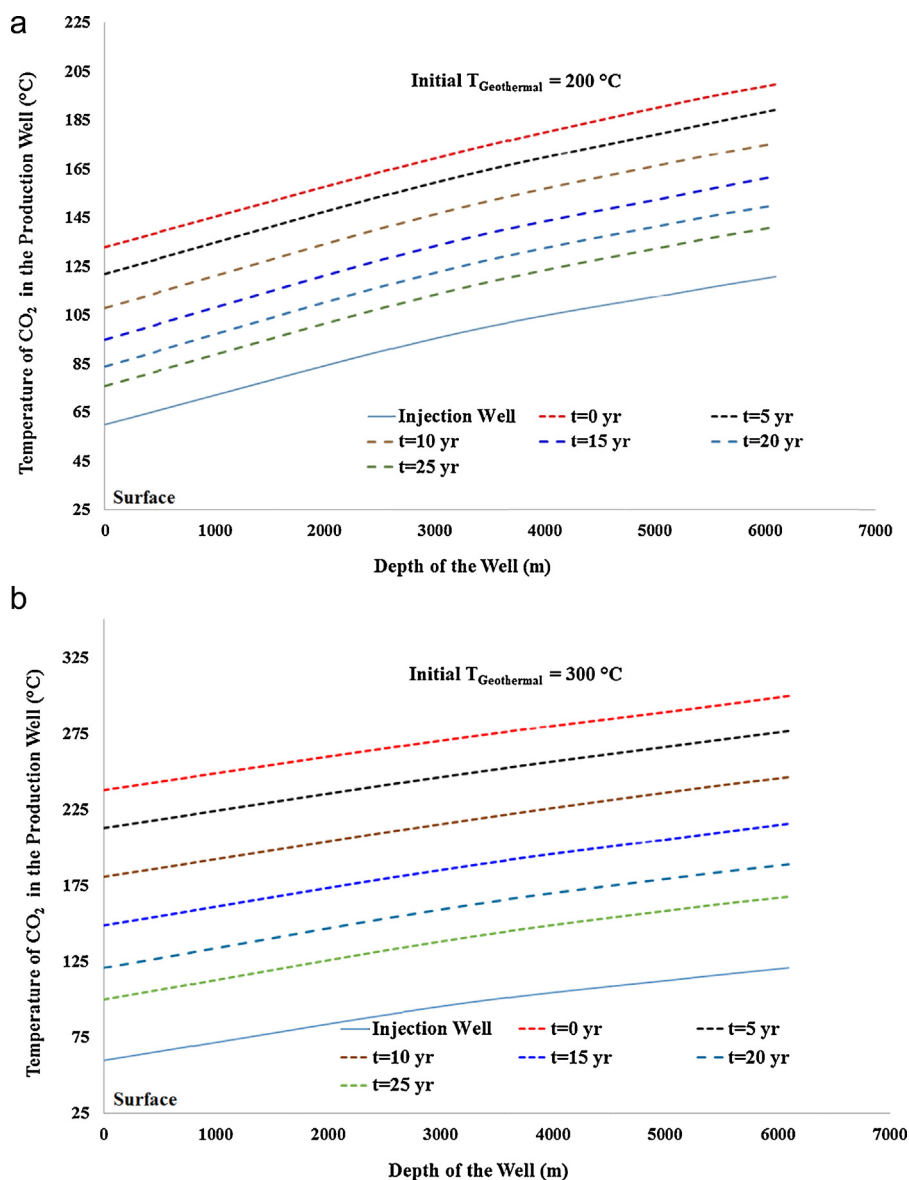 a
Temperature of CO₂ in the Production Well (°C)
225
205
185
165
145
125
105
85
65
45
25
Initial T_Geothermal = 200 °C
Injection Well
t=0 yr
t=5 yr
t=10 yr
t=15 yr
t=20 yr
t=25 yr
Surface
0 1000 2000 3000 4000 5000 6000 7000
Depth of the Well (m)
b
Temperature of CO₂ in the Production Well (°C)
325
275
225
175
125
75
25
Initial T_Geothermal = 300 °C
Injection Well
t=0 yr
t=5 yr
t=10 yr
t=15 yr
t=20 yr
t=25 yr
Surface
0 1000 2000 3000 4000 5000 6000 7000
Depth of the Well (m)